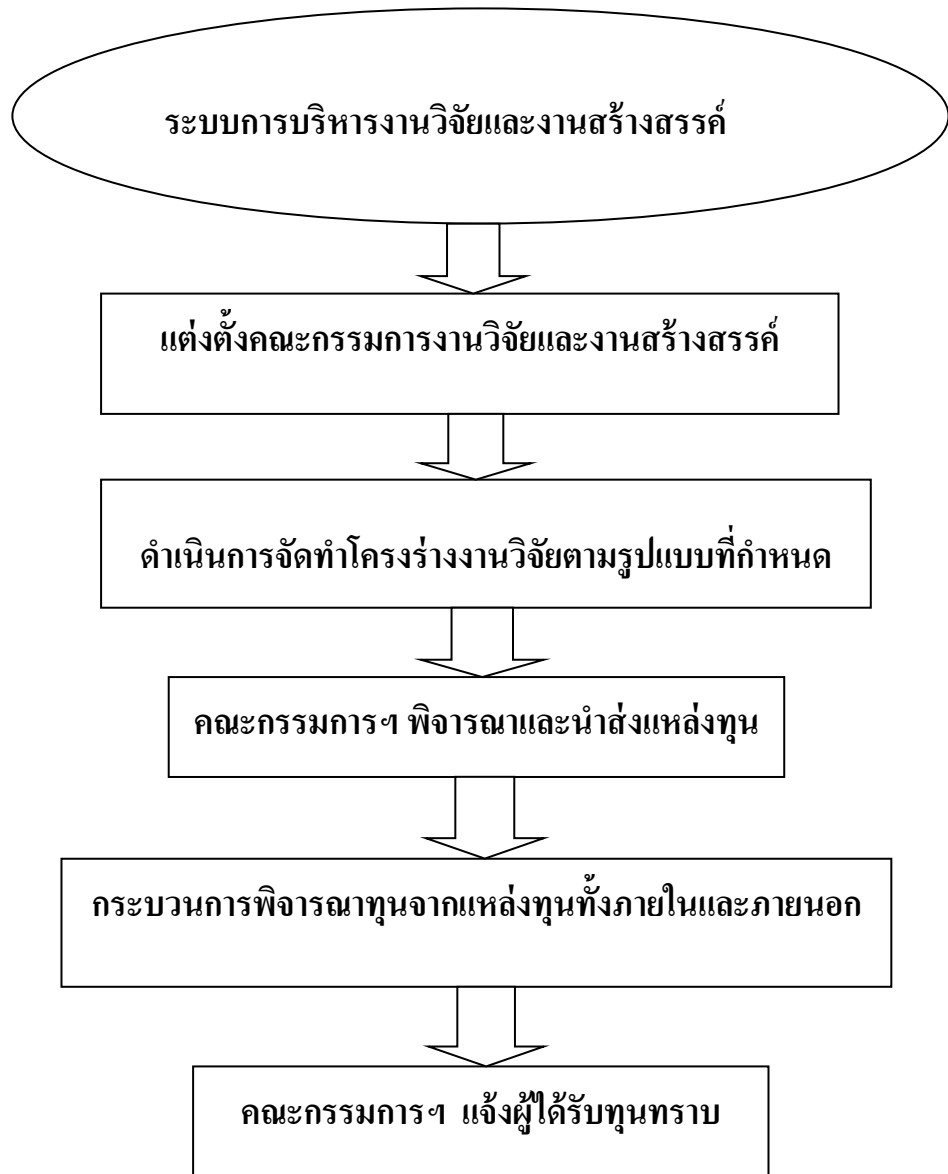 ระบบการบริหารงานวิจัยและงานสร้างสรรค์
แต่งตั้งคณะกรรมการงานวิจัยและงานสร้างสรรค์
ดำเนินการจัดทำโครงร่างงานวิจัยตามรูปแบบที่กำหนด
คณะกรรมการฯ พิจารณาและนำส่งแหล่งทุน
กระบวนการพิจารณาทุนจากแหล่งทุนทั้งภายในและภายนอก
คณะกรรมการฯ แจ้งผู้ได้รับทุนทราบ